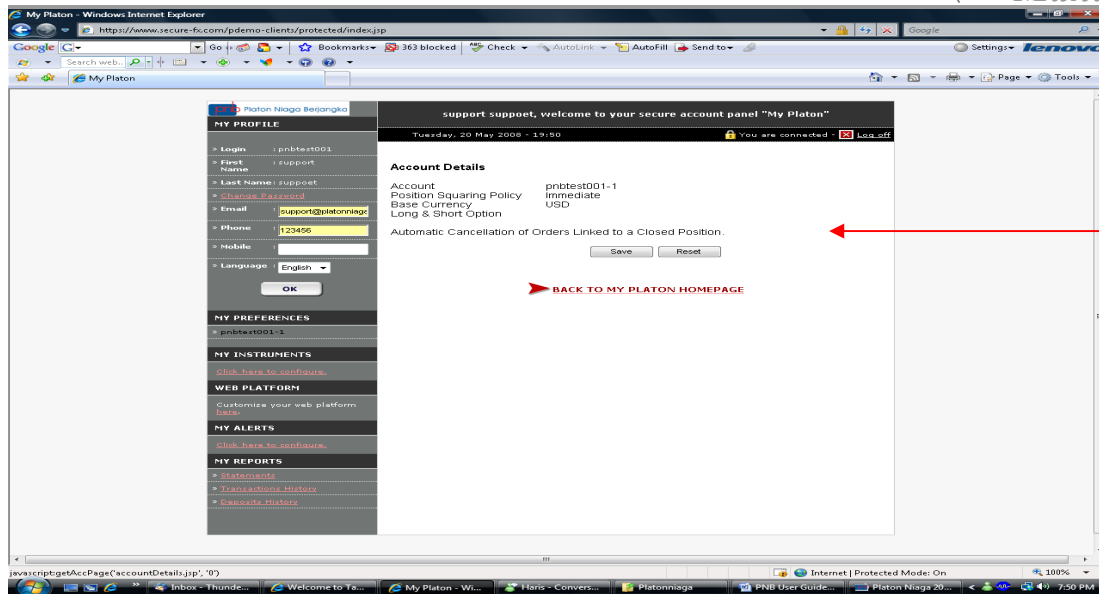 My Platon - Windows Internet Explorer
https://www.secure-fx.com/pdemo-clients/protected/index.jsp
Google
Google G Go Bookmarks 363 blocked Check AutoLink AutoFill Send to Settings
lenovo
Search web..
My Platon
Page Tools
Platon Niaga Berjangka
MY PROFILE
» Login : pnbtest001
» First Name : support
» Last Name : suppoet
» Change Password
» Email : support@platonniaga
» Phone : 123456
» Mobile :
» Language : English
OK
MY PREFERENCES
» pnbtest001-1
MY INSTRUMENTS
Click here to configure.
WEB PLATFORM
Customize your web platform
here.
MY ALERTS
Click here to configure.
MY REPORTS
» Statements
» Transactions History
» Deposits History
support suppoet, welcome to your secure account panel "My Platon"
Tuesday, 20 May 2008 - 19:50
You are connected - Log off
Account Details
Account pnbtest001-1
Position Squaring Policy Immediate
Base Currency USD
Long & Short Option
Automatic Cancellation of Orders Linked to a Closed Position.
Save Reset
BACK TO MY PLATON HOMEPAGE
javascript:getAccPage('accountDetails.jsp', '0')
Internet | Protected Mode: On
100%
Inbox - Thunde...
Welcome to Ta...
My Platon - Wi...
Haris - Convers...
Platonniaga
PNB User Guide...
Platon Niaga 20...
7:50 PM